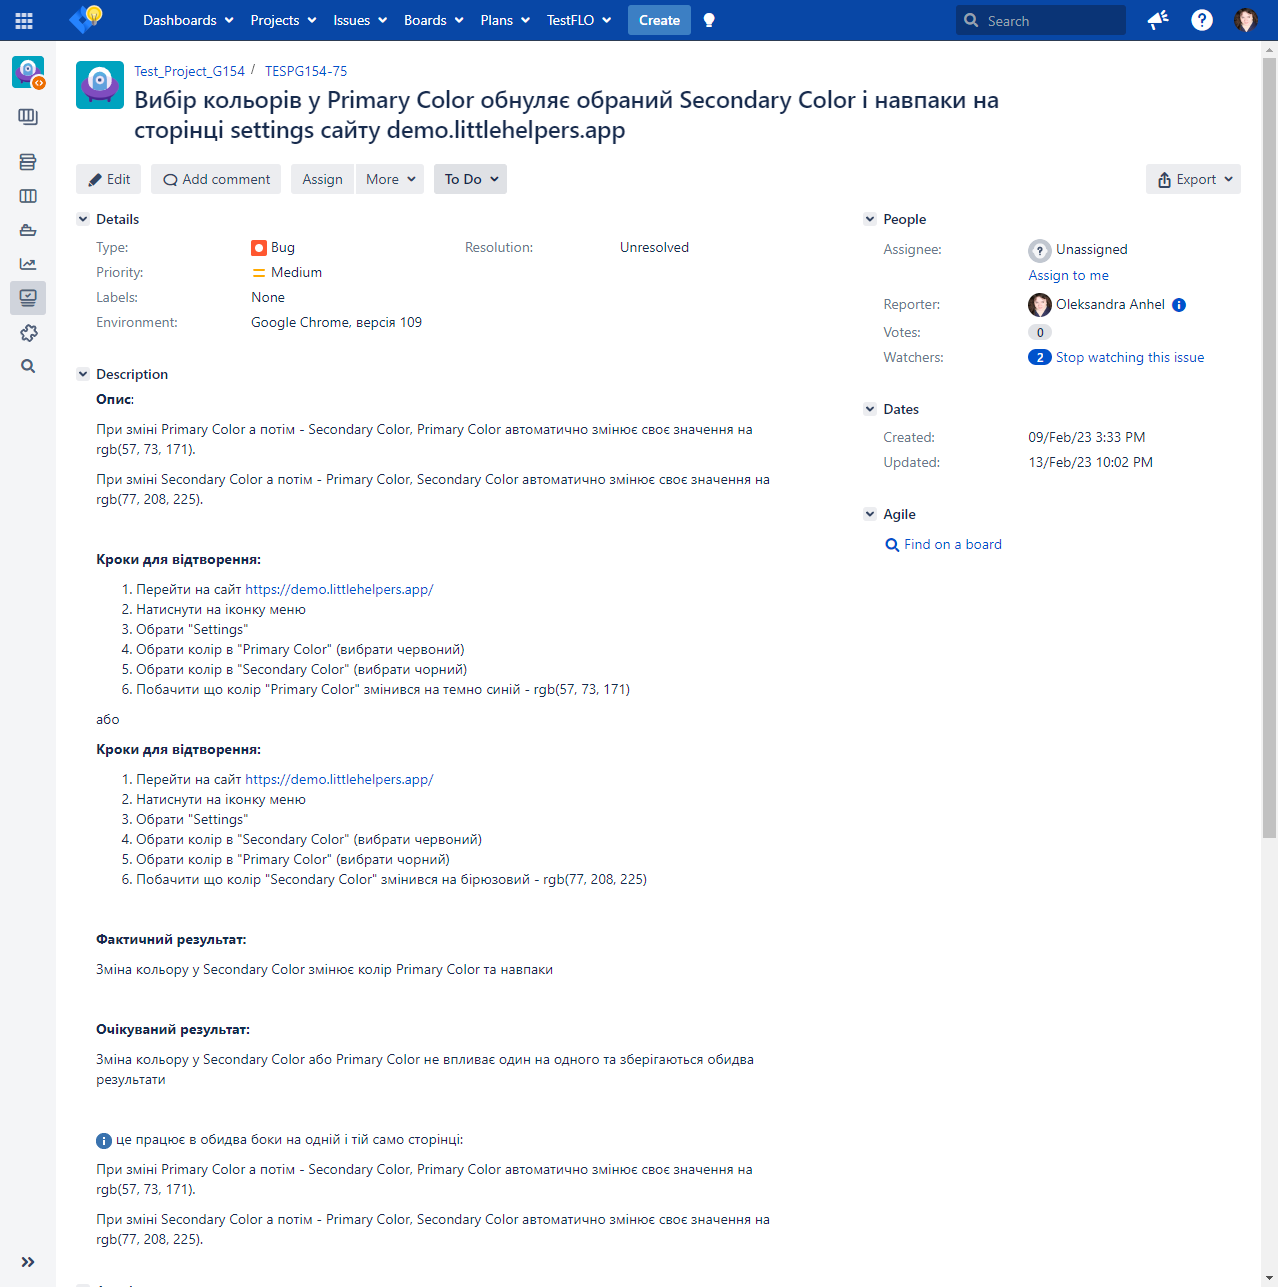 Dashboards Projects Issues Boards Plans TestFLO Create Search
Test_Project_G154 / TESPG154-75
Вибір кольорів у Primary Color обнуляє обраний Secondary Color і навпаки на
сторінці settings сайту demo.littlehelpers.app
Edit Add comment Assign More To Do Export
Details
Type: Bug Resolution: Unresolved
Priority: Medium
Labels: None
Environment: Google Chrome, версія 109
People
Assignee: Unassigned
Assign to me
Reporter: Oleksandra Anhel
Votes: 0
Watchers: 2 Stop watching this issue
Dates
Created: 09/Feb/23 3:33 PM
Updated: 13/Feb/23 10:02 PM
Agile
Find on a board
Description
Опис:
При зміні Primary Color а потім - Secondary Color, Primary Color автоматично змінює своє значення на
rgb(57, 73, 171).
При зміні Secondary Color а потім - Primary Color, Secondary Color автоматично змінює своє значення на
rgb(77, 208, 225).
Кроки для відтворення:
1. Перейти на сайт https://demo.littlehelpers.app/
2. Натиснути на іконку меню
3. Обрати "Settings"
4. Обрати колір в "Primary Color" (вибрати червоний)
5. Обрати колір в "Secondary Color" (вибрати чорний)
6. Побачити що колір "Primary Color" змінився на темно синій - rgb(57, 73, 171)
або
Кроки для відтворення:
1. Перейти на сайт https://demo.littlehelpers.app/
2. Натиснути на іконку меню
3. Обрати "Settings"
4. Обрати колір в "Secondary Color" (вибрати червоний)
5. Обрати колір в "Primary Color" (вибрати чорний)
6. Побачити що колір "Secondary Color" змінився на бірюзовий - rgb(77, 208, 225)
Фактичний результат:
Зміна кольору у Secondary Color змінює колір Primary Color та навпаки
Очікуваний результат:
Зміна кольору у Secondary Color або Primary Color не впливає один на одного та зберігаються обидва
результати
це працює в обидва боки на одній і тій само сторінці:
При зміні Primary Color а потім - Secondary Color, Primary Color автоматично змінює своє значення на
rgb(57, 73, 171).
При зміні Secondary Color а потім - Primary Color, Secondary Color автоматично змінює своє значення на
rgb(77, 208, 225).